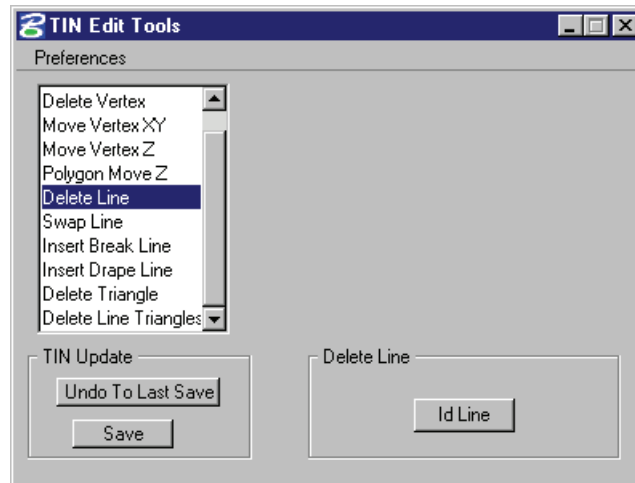 TIN Edit Tools
Preferences
Delete Vertex
Move Vertex XY
Move Vertex Z
Polygon Move Z
Delete Line
Swap Line
Insert Break Line
Insert Drape Line
Delete Triangle
Delete Line Triangles
TIN Update
Undo To Last Save
Save
Delete Line
Id Line